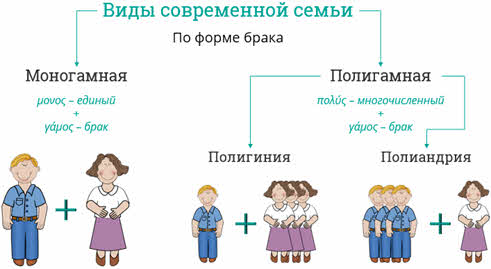 Виды современной семьи
По форме брака
Моногамная
μονος – единый
+
γάμος – брак
Полигамная
πολύς – многочисленный
+
γάμος – брак
Полигиния
Полиандрия
+
+
+